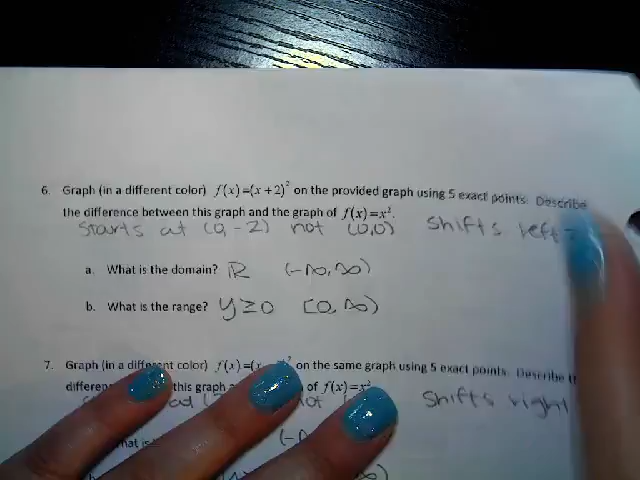 6. Graph (in a different color) f(x)=(x+2)² on the provided graph using 5 exact points. Describe
the difference between this graph and the graph of f(x)=x².
Starts at (0,-2) not (0,0) Shifts left
a. What is the domain? ℝ (-∞,∞)
b. What is the range? y≥0 [0,∞)
7. Graph (in a different color) f(x)=(x on the same graph using 5 exact points. Describe
this graph of f(x)=x²
Shifts right